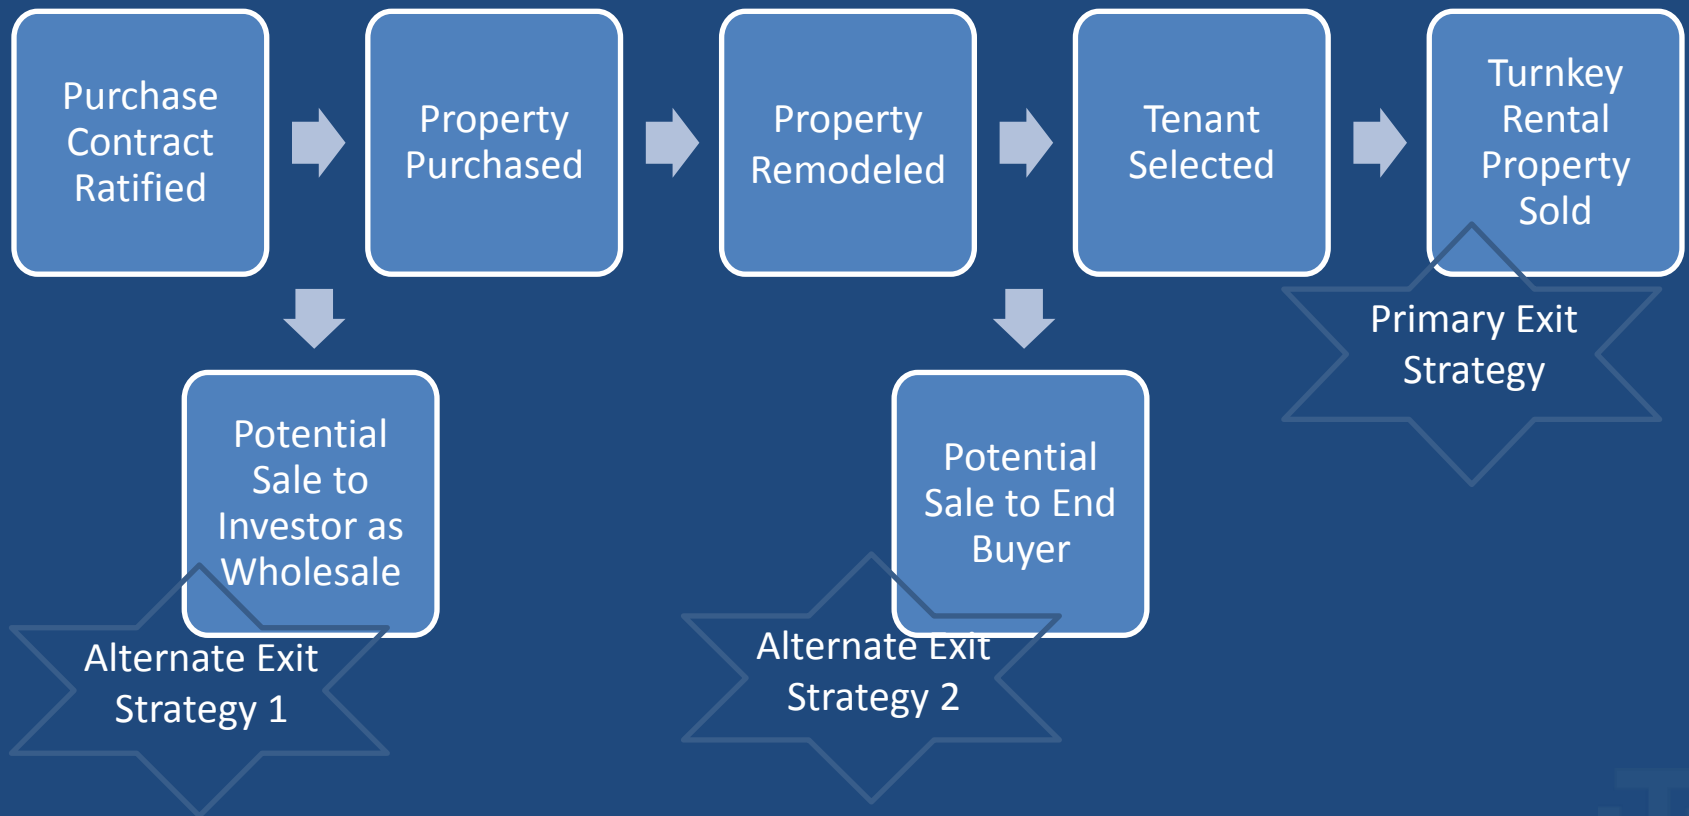 Purchase
Contract
Ratified
Property
Purchased
Property
Remodeled
Tenant
Selected
Turnkey
Rental
Property
Sold
Primary Exit
Strategy
Potential
Sale to
Investor as
Wholesale
Alternate Exit
Strategy 1
Potential
Sale to End
Buyer
Alternate Exit
Strategy 2